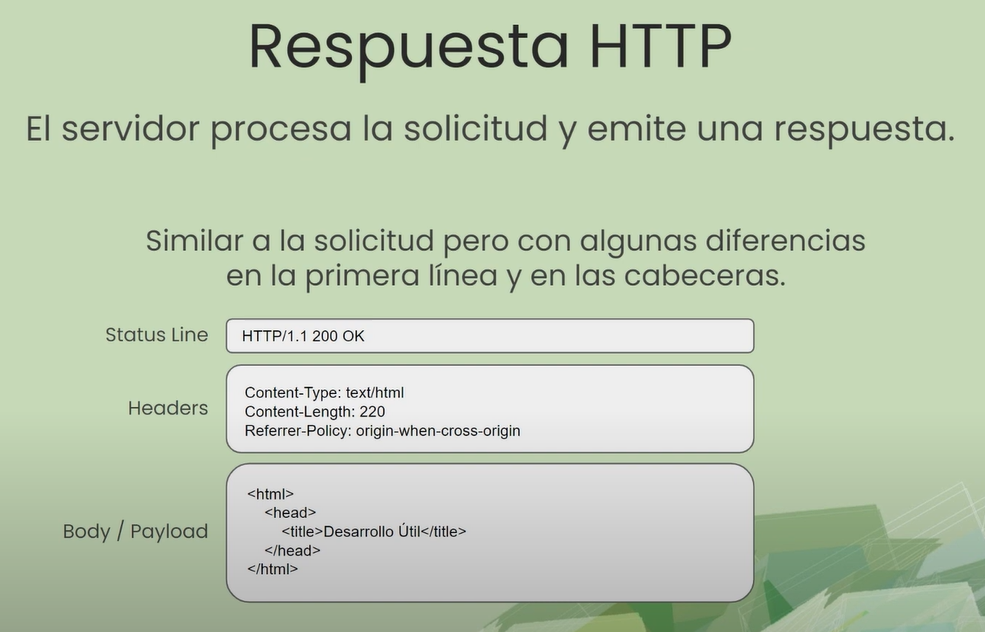 Respuesta HTTP
El servidor procesa la solicitud y emite una respuesta.
Similar a la solicitud pero con algunas diferencias
en la primera línea y en las cabeceras.
Status Line
HTTP/1.1 200 OK
Headers
Content-Type: text/html
Content-Length: 220
Referrer-Policy: origin-when-cross-origin
Body / Payload
<html>
<head>
<title>Desarrollo Útil</title>
</head>
</html>